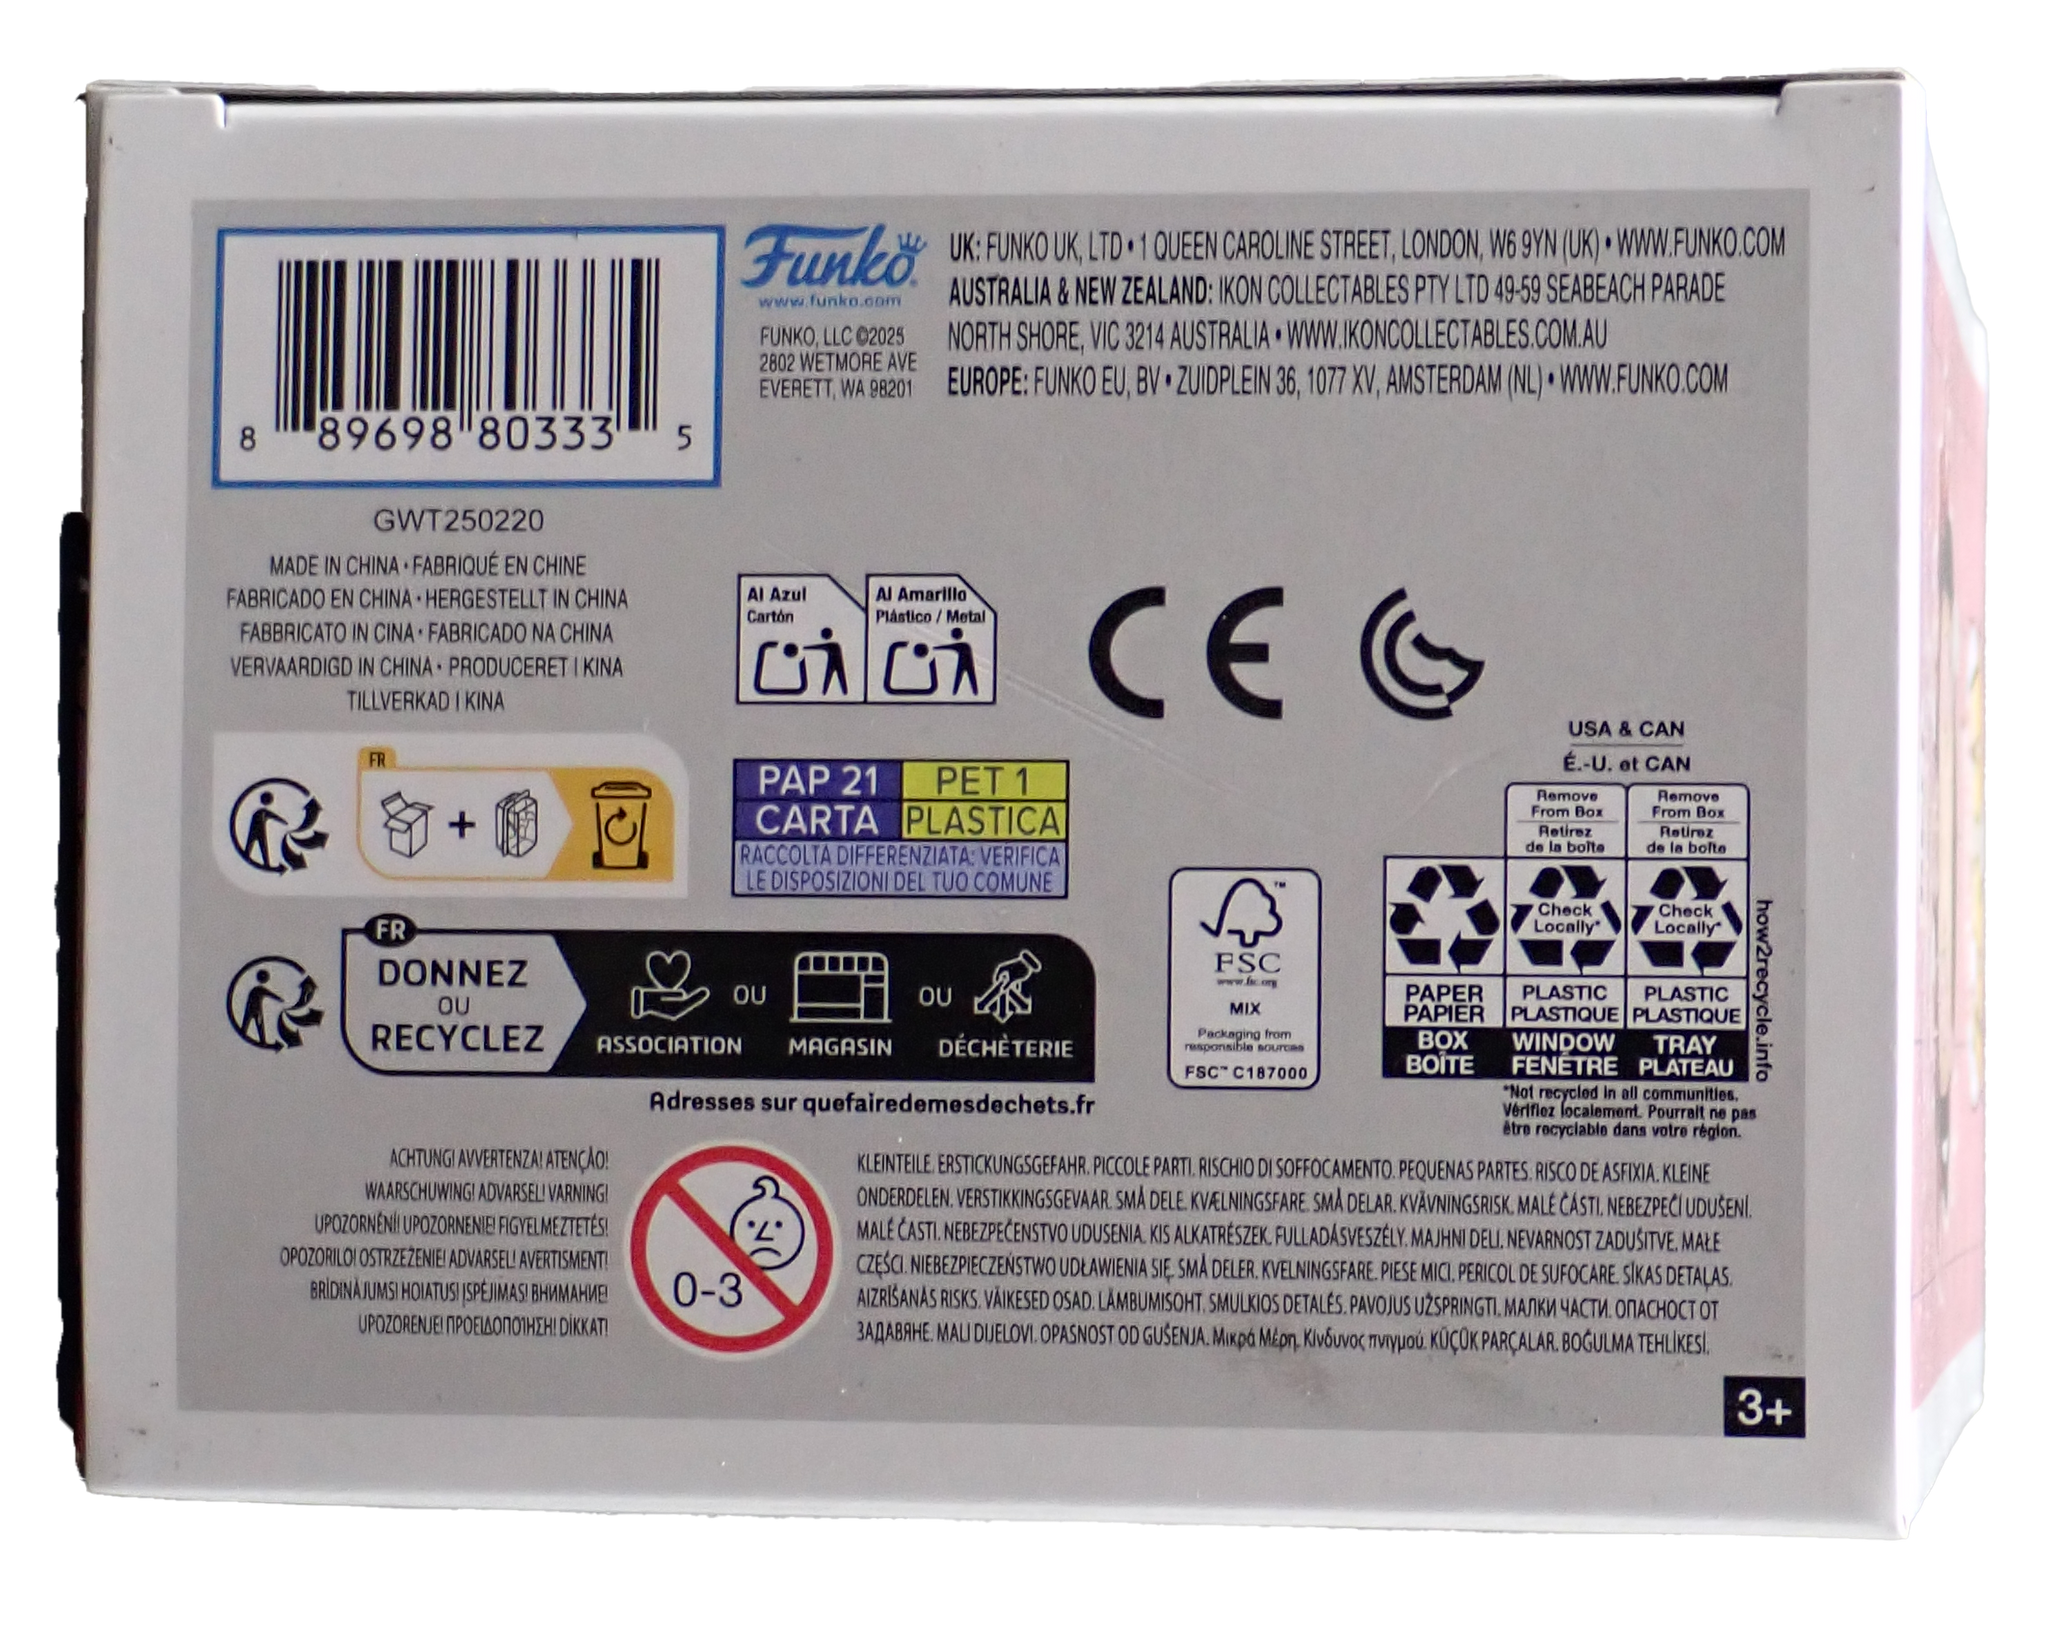 8 89698 80333 5
Funko
www.funko.com
FUNKO, LLC ©2025
2802 WETMORE AVE
EVERETT, WA 98201
UK: FUNKO UK, LTD • 1 QUEEN CAROLINE STREET, LONDON, W6 9YN (UK) • WWW.FUNKO.COM
AUSTRALIA & NEW ZEALAND: IKON COLLECTABLES PTY LTD 49-59 SEABEACH PARADE
NORTH SHORE, VIC 3214 AUSTRALIA • WWW.IKONCOLLECTABLES.COM.AU
EUROPE: FUNKO EU, BV • ZUIDPLEIN 36, 1077 XV, AMSTERDAM (NL) • WWW.FUNKO.COM
GWT250220
MADE IN CHINA • FABRIQUÉ EN CHINE
FABRICADO EN CHINA • HERGESTELLT IN CHINA
FABBRICATO IN CINA • FABRICADO NA CHINA
VERVAARDIGD IN CHINA • PRODUCERET I KINA
TILLVERKAD I KINA
Al Azul
Cartón
Al Amarillo
Plástico / Metal
CE
FR
PAP 21
CARTA
PET 1
PLASTICA
RACCOLTA DIFFERENZIATA: VERIFICA
LE DISPOSIZIONI DEL TUO COMUNE
FR
DONNEZ
OU
RECYCLEZ
ASSOCIATION
OU
MAGASIN
OU
DÉCHÈTERIE
Adresses sur quefairedemesdechets.fr
FSC
www.fsc.org
MIX
Packaging from
responsible sources
FSC™ C187000
USA & CAN
É.-U. et CAN
Remove
From Box
Retirez
de la boîte
Remove
From Box
Retirez
de la boîte
Check
Locally*
Check
Locally*
PAPER
PAPIER
BOX
BOÎTE
PLASTIC
PLASTIQUE
WINDOW
FENÊTRE
PLASTIC
PLASTIQUE
TRAY
PLATEAU
how2recycle.info
*Not recycled in all communities.
Vérifiez localement. Pourrait ne pas
être recyclable dans votre région.
ACHTUNG! AVVERTENZA! ATENÇÃO!
WAARSCHUWING! ADVARSEL! VARNING!
UPOZORNĚNÍ! UPOZORNENIE! FIGYELMEZTETÉS!
OPOZORILO! OSTRZEŻENIE! ADVARSEL! AVERTISMENT!
BRĪDINĀJUMS! HOIATUS! ĮSPĖJIMAS! ВНИМАНИЕ!
UPOZORENJE! ΠΡΟΕΙΔΟΠΟΊΗΣΗ! DİKKAT!
0-3
KLEINTEILE. ERSTICKUNGSGEFAHR. PICCOLE PARTI. RISCHIO DI SOFFOCAMENTO. PEQUENAS PARTES. RISCO DE ASFIXIA. KLEINE
ONDERDELEN. VERSTIKKINGSGEVAAR. SMÅ DELE. KVÆLNINGSFARE. SMÅ DELAR. KVÄVNINGSRISK. MALÉ ČÁSTI. NEBEZPEČÍ UDUŠENÍ.
MALÉ ČASTI. NEBEZPEČENSTVO UDUSENIA. KIS ALKATRÉSZEK. FULLADÁSVESZÉLY. MAJHNI DELI. NEVARNOST ZADUŠITVE. MAŁE
CZĘŚCI. NIEBEZPIECZEŃSTWO UDŁAWIENIA SIĘ. SMÅ DELER. KVELNINGSFARE. PIESE MICI. PERICOL DE SUFOCARE. SĪKAS DETAĻAS.
AIZRĪŠANĀS RISKS. VÄIKESED OSAD. LÄMBUMISOHT. SMULKIOS DETALĖS. PAVOJUS UŽSPRINGTI. МАЛКИ ЧАСТИ. ОПАСНОСТ ОТ
ЗАДАВЯНЕ. MALI DIJELOVI. OPASNOST OD GUŠENJA. Μικρά Μέρη. Κίνδυνος πνιγμού. KÜÇÜK PARÇALAR. BOĞULMA TEHLİKESİ.
3+